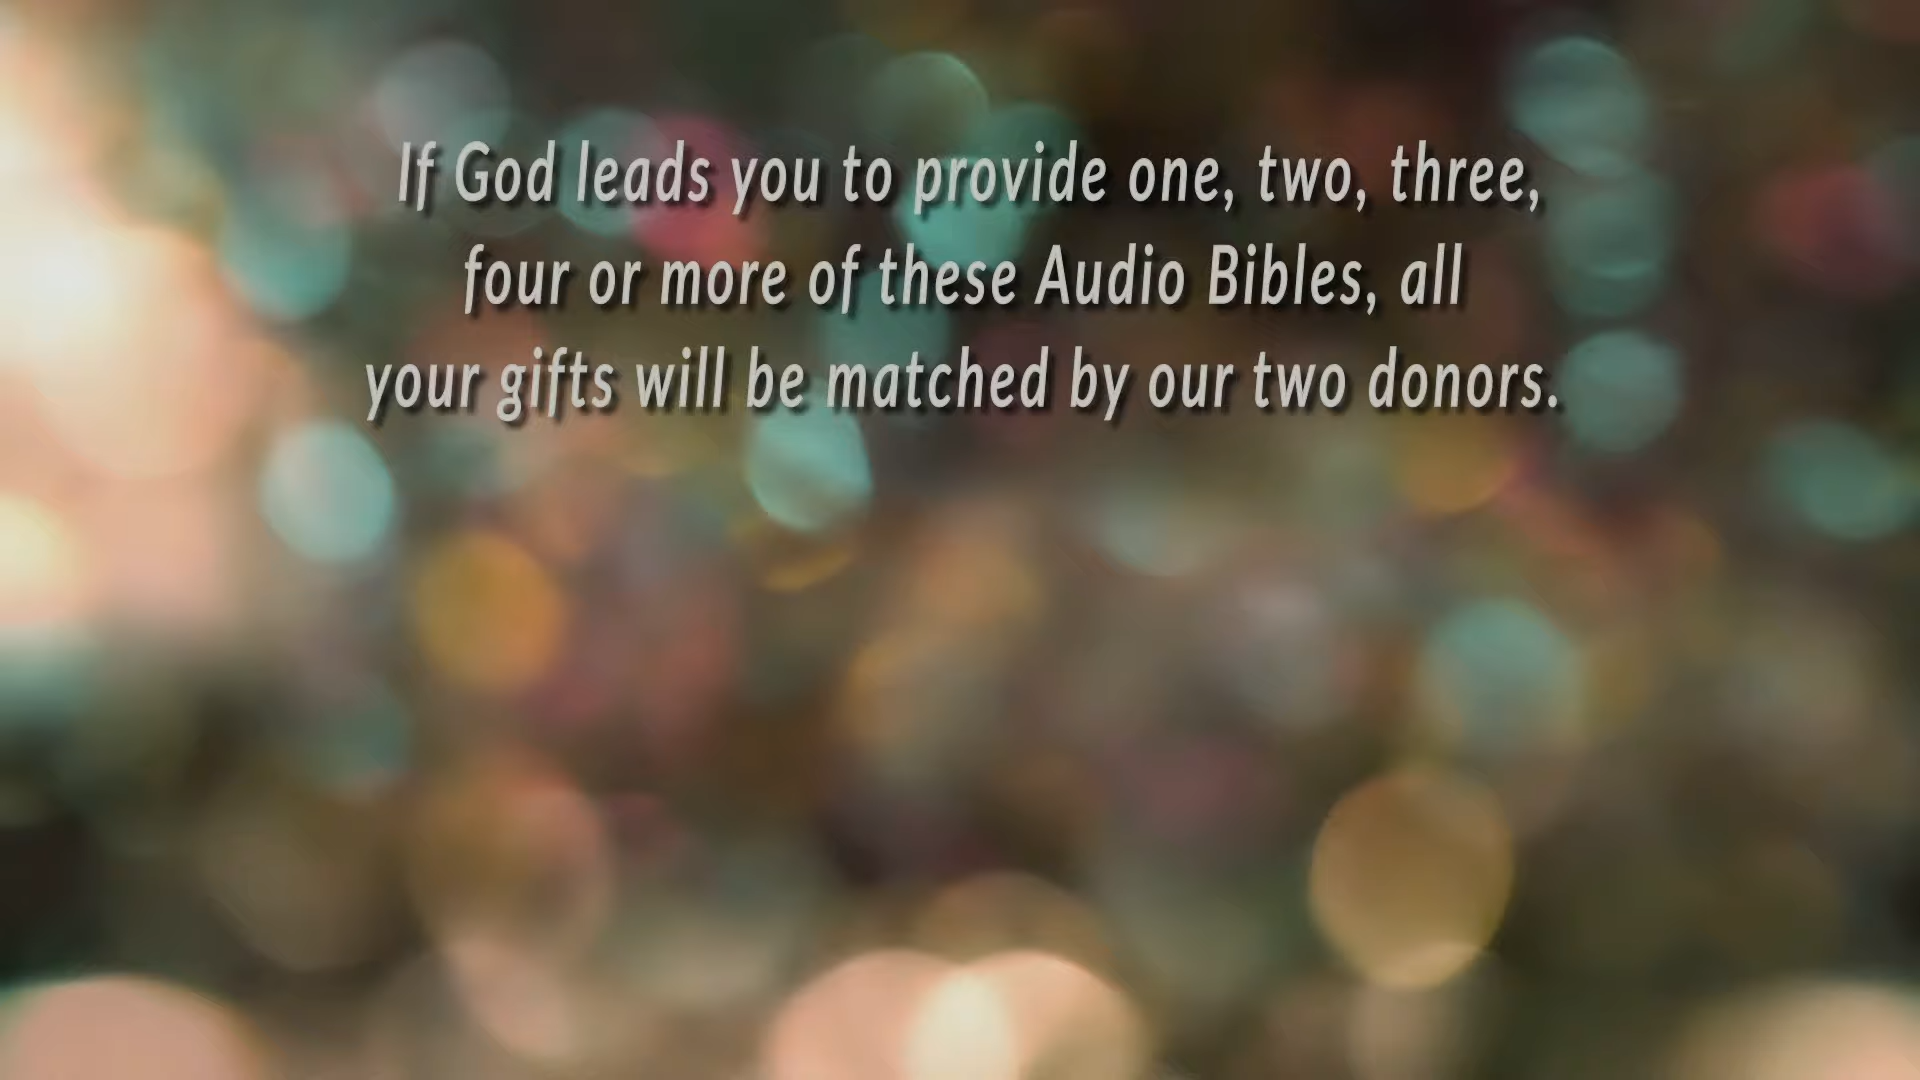 If God leads you to provide one, two, three,
four or more of these Audio Bibles, all
your gifts will be matched by our two donors.